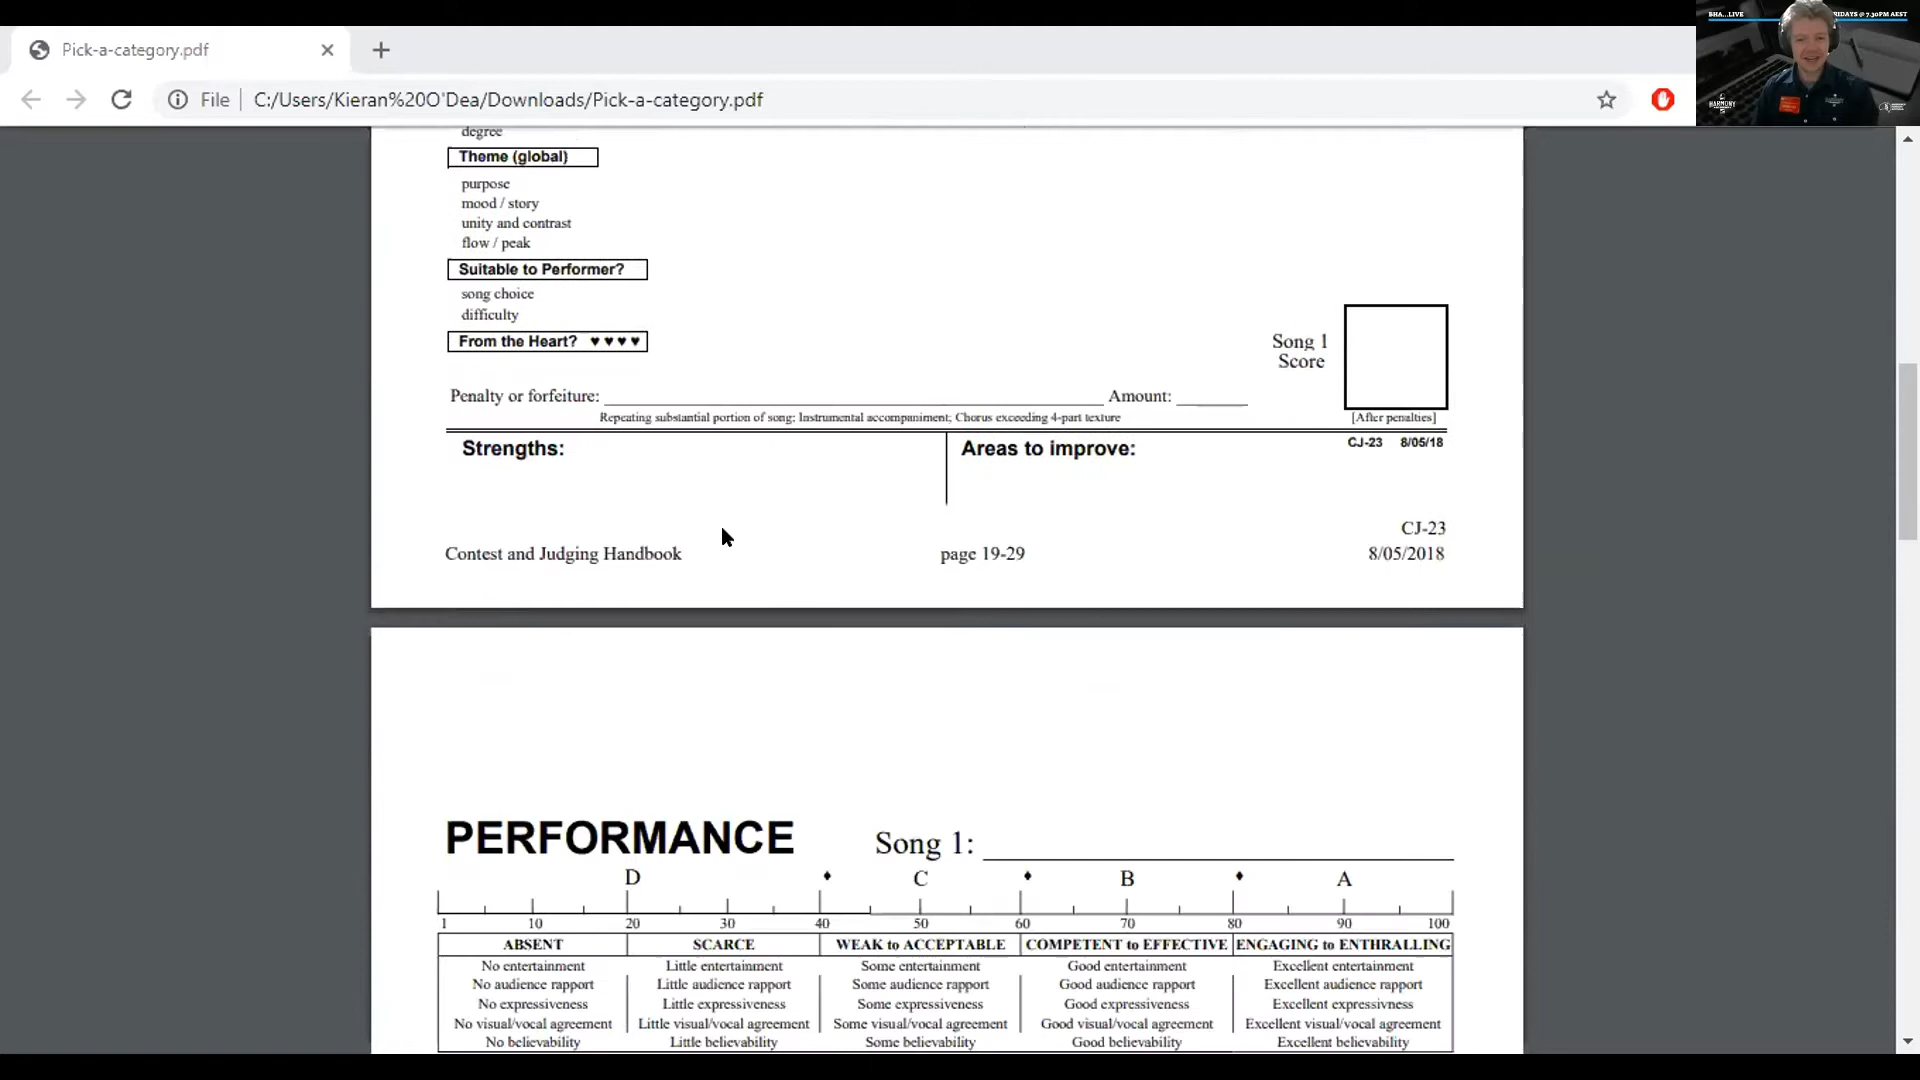 Pick-a-category.pdf
File C:/Users/Kieran%20O'Dea/Downloads/Pick-a-category.pdf
BHA...LIVE
FRIDAYS @ 7.30PM AEST
HARMONY
degree
Theme (global)
purpose
mood / story
unity and contrast
flow / peak
Suitable to Performer?
song choice
difficulty
From the Heart? ♥ ♥ ♥ ♥
Song 1
Score
Penalty or forfeiture: Amount:
Repeating substantial portion of song; Instrumental accompaniment; Chorus exceeding 4-part texture
[After penalties]
Strengths:
Areas to improve:
CJ-23 8/05/18
CJ-23
Contest and Judging Handbook page 19-29 8/05/2018
PERFORMANCE Song 1:
D ♦ C ♦ B ♦ A
1 10 20 30 40 50 60 70 80 90 100
ABSENT SCARCE WEAK to ACCEPTABLE COMPETENT to EFFECTIVE ENGAGING to ENTHRALLING
No entertainment Little entertainment Some entertainment Good entertainment Excellent entertainment
No audience rapport Little audience rapport Some audience rapport Good audience rapport Excellent audience rapport
No expressiveness Little expressiveness Some expressiveness Good expressiveness Excellent expressivness
No visual/vocal agreement Little visual/vocal agreement Some visual/vocal agreement Good visual/vocal agreement Excellent visual/vocal agreement
No believability Little believability Some believability Good believability Excellent believability